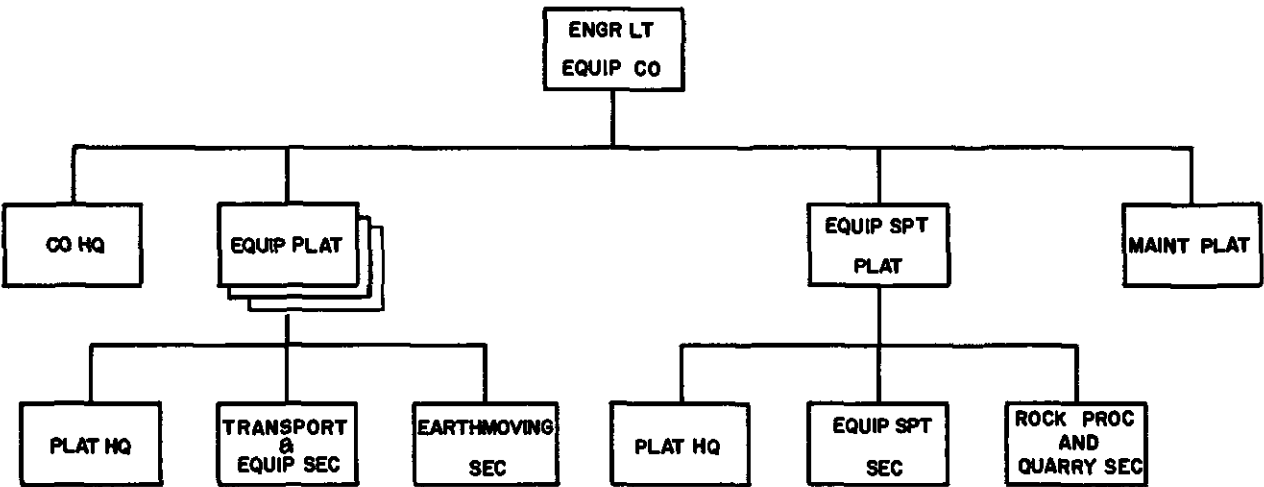 ENGR LT
EQUIP CO
CO HQ
EQUIP PLAT
EQUIP SPT
PLAT
MAINT PLAT
PLAT HQ
TRANSPORT
&
EQUIP SEC
EARTHMOVING
SEC
PLAT HQ
EQUIP SPT
SEC
ROCK PROC
AND
QUARRY SEC